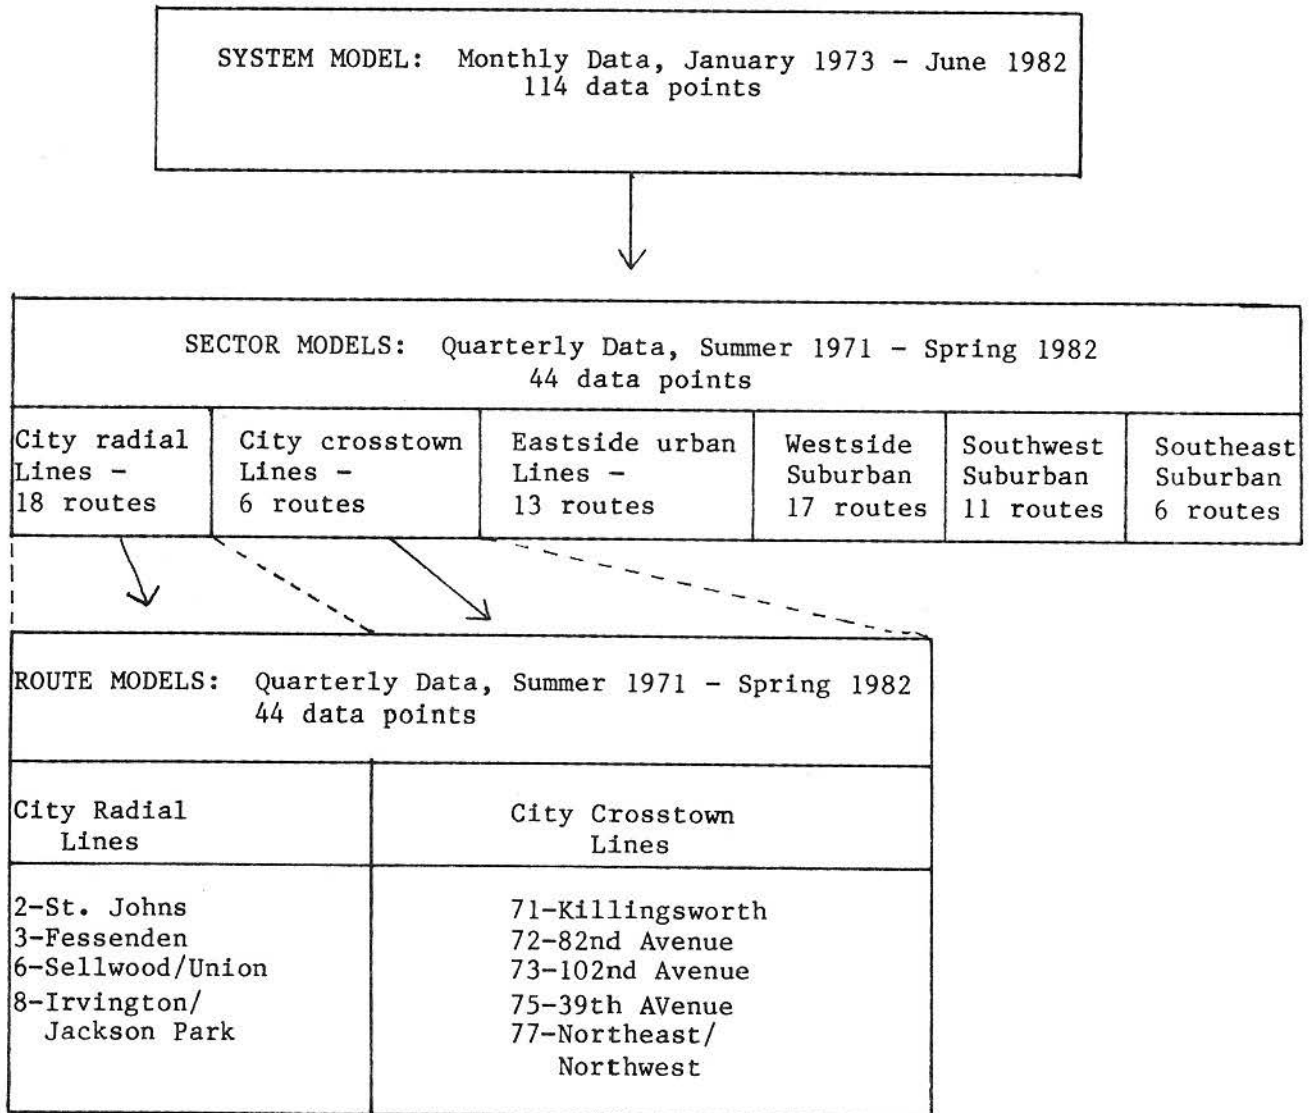 SYSTEM MODEL: Monthly Data, January 1973 - June 1982
114 data points
SECTOR MODELS: Quarterly Data, Summer 1971 - Spring 1982
44 data points
City radial
Lines -
18 routes
City crosstown
Lines -
6 routes
Eastside urban
Lines -
13 routes
Westside
Suburban
17 routes
Southwest
Suburban
11 routes
Southeast
Suburban
6 routes
ROUTE MODELS: Quarterly Data, Summer 1971 - Spring 1982
44 data points
City Radial
Lines
City Crosstown
Lines
2-St. Johns
3-Fessenden
6-Sellwood/Union
8-Irvington/
Jackson Park
71-Killingsworth
72-82nd Avenue
73-102nd Avenue
75-39th AVenue
77-Northeast/
Northwest